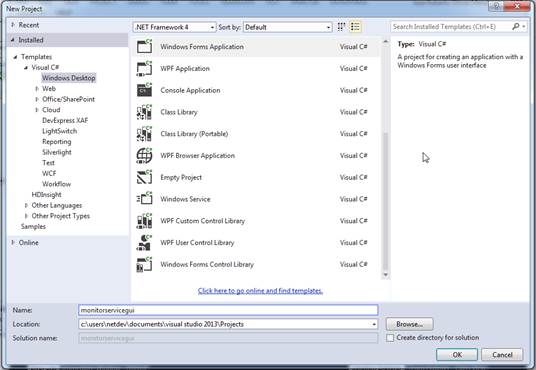 New Project
Recent
.NET Framework 4
Sort by:
Default
Search Installed Templates (Ctrl+E)
Installed
Templates
Visual C#
Windows Desktop
Web
Office/SharePoint
Cloud
DevExpress XAF
LightSwitch
Reporting
Silverlight
Test
WCF
Workflow
HDInsight
Other Languages
Other Project Types
Samples
Online
Windows Forms Application Visual C#
WPF Application Visual C#
Console Application Visual C#
Class Library Visual C#
Class Library (Portable) Visual C#
WPF Browser Application Visual C#
Empty Project Visual C#
Windows Service Visual C#
WPF Custom Control Library Visual C#
WPF User Control Library Visual C#
Windows Forms Control Library Visual C#
Click here to go online and find templates.
Type: Visual C#
A project for creating an application with a
Windows Forms user interface
Name: monitorservicegui
Location: c:\users\netdev\documents\visual studio 2013\Projects
Browse...
Solution name: monitorservicegui
Create directory for solution
OK
Cancel